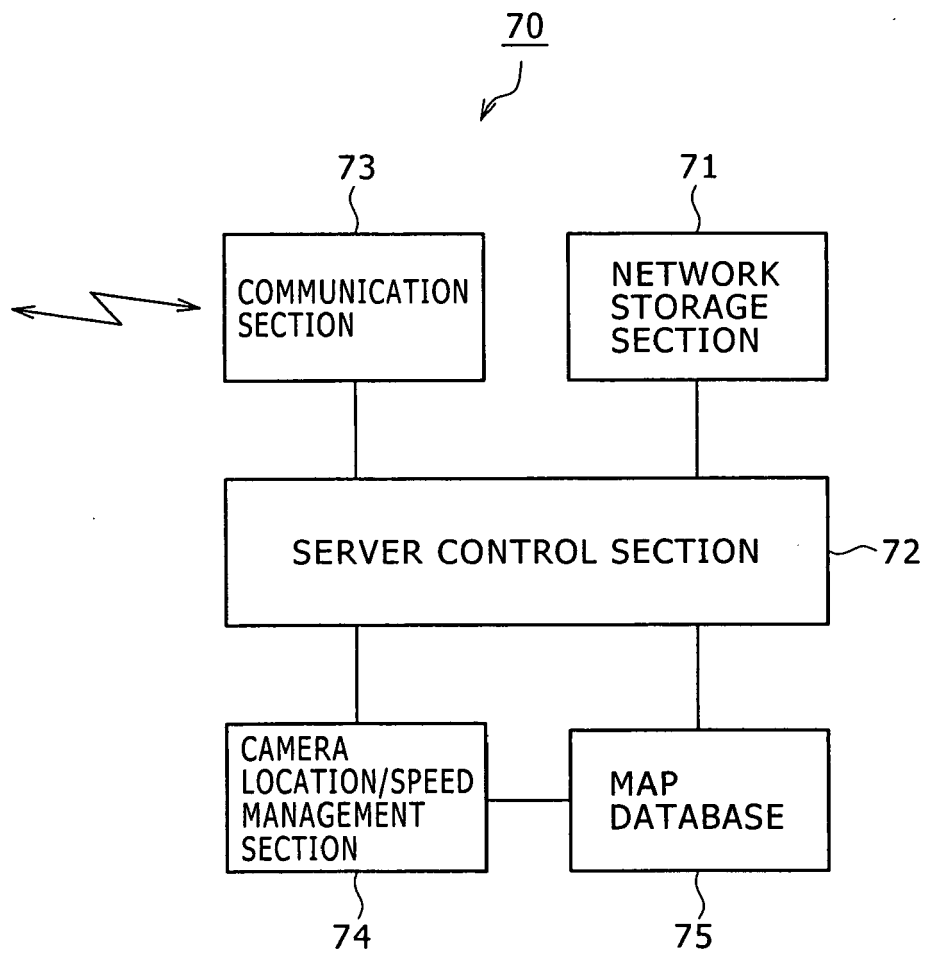 70
73
71
COMMUNICATION
SECTION
NETWORK
STORAGE
SECTION
SERVER CONTROL SECTION
72
CAMERA
LOCATION/SPEED
MANAGEMENT
SECTION
MAP
DATABASE
74
75